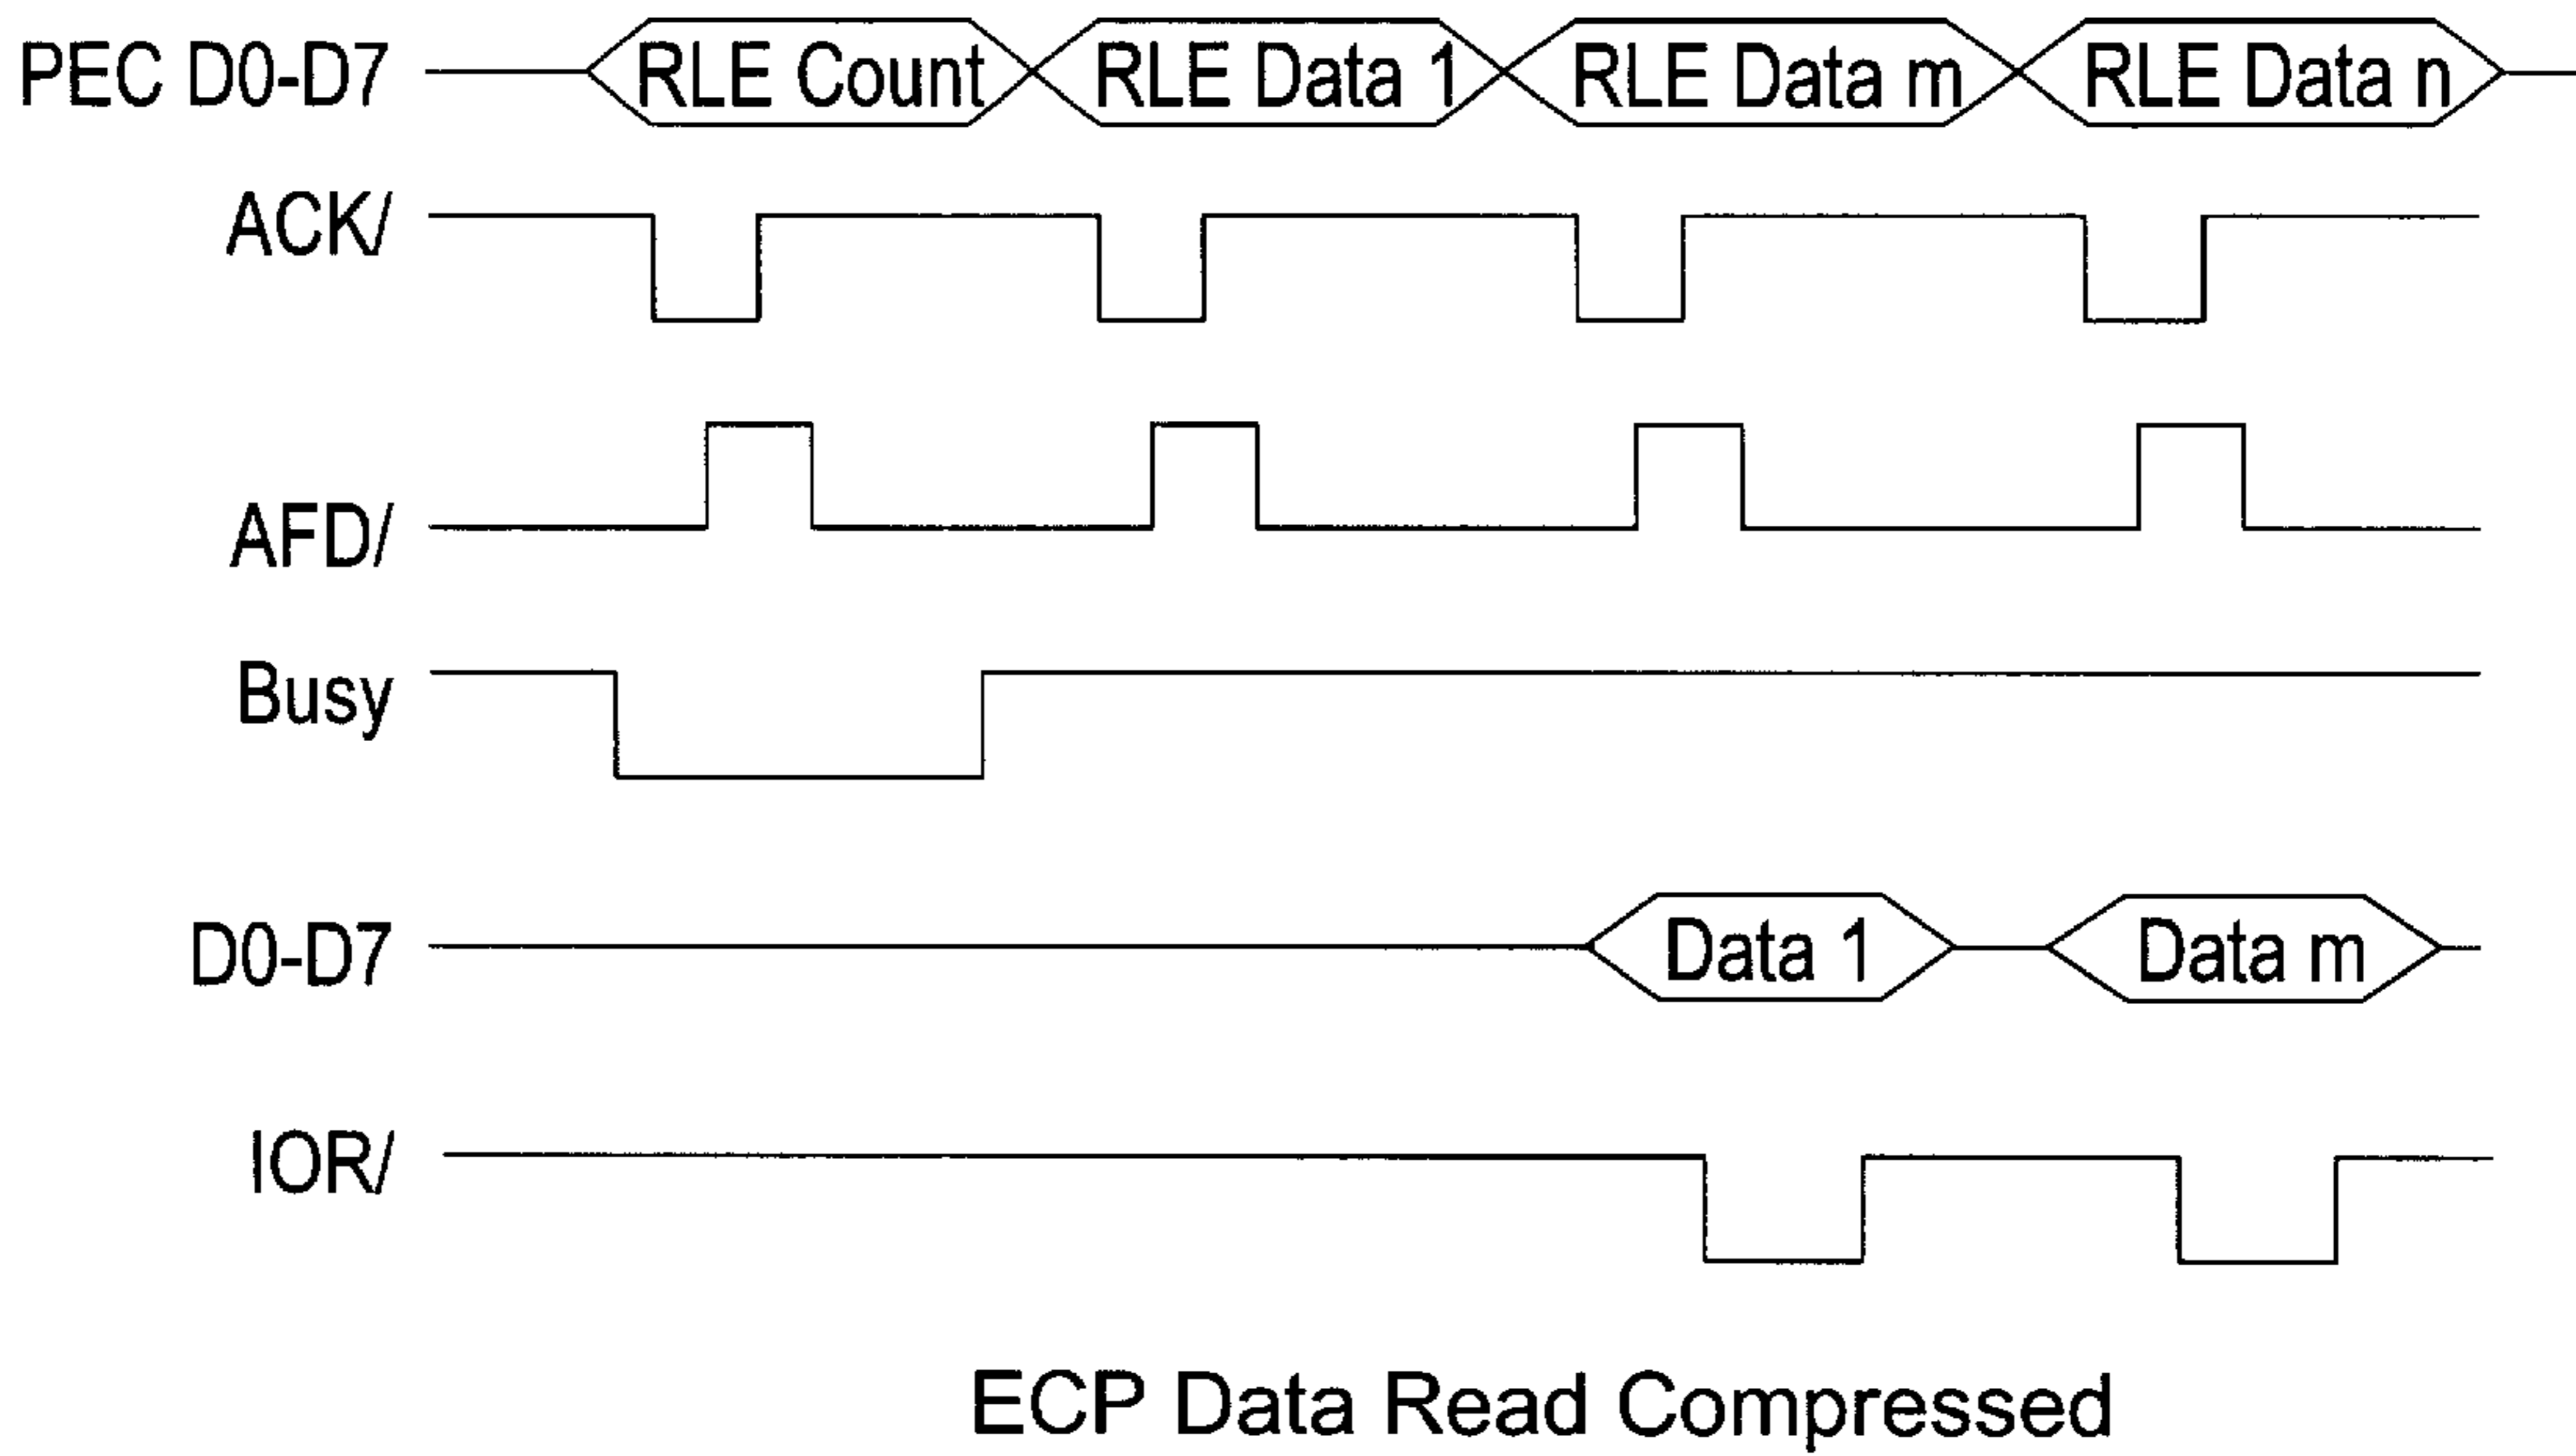 PEC D0-D7 RLE Count RLE Data 1 RLE Data m RLE Data n
ACK/
AFD/
Busy
D0-D7 Data 1 Data m
IOR/
ECP Data Read Compressed